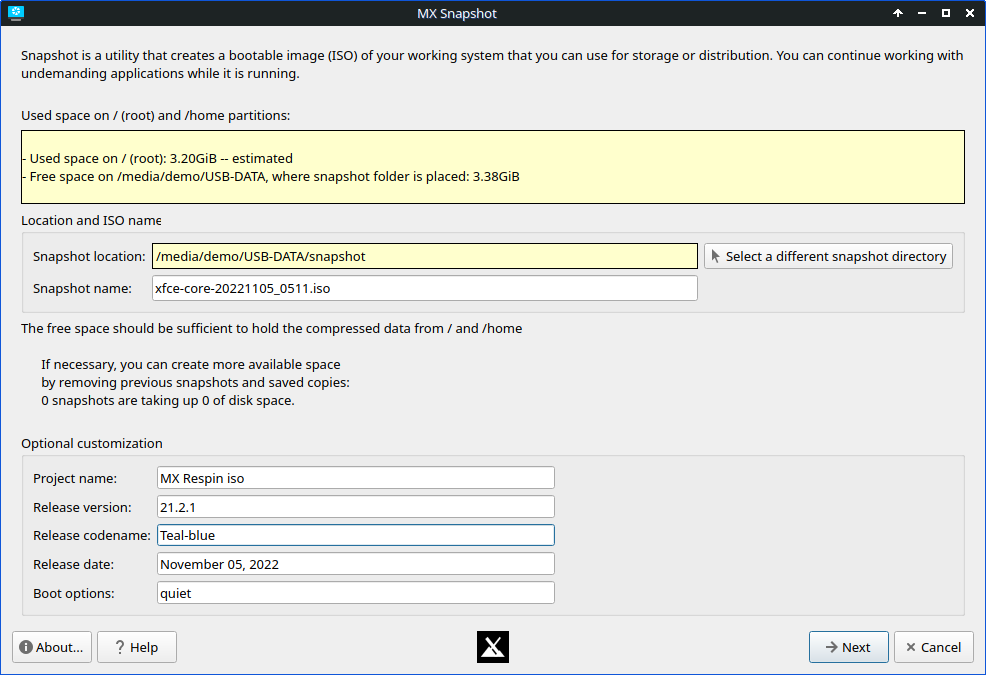 MX Snapshot
Snapshot is a utility that creates a bootable image (ISO) of your working system that you can use for storage or distribution. You can continue working with
undemanding applications while it is running.
Used space on / (root) and /home partitions:
- Used space on / (root): 3.20GiB -- estimated
- Free space on /media/demo/USB-DATA, where snapshot folder is placed: 3.38GiB
Location and ISO name
Snapshot location: /media/demo/USB-DATA/snapshot Select a different snapshot directory
Snapshot name: xfce-core-20221105_0511.iso
The free space should be sufficient to hold the compressed data from / and /home
If necessary, you can create more available space
by removing previous snapshots and saved copies:
0 snapshots are taking up 0 of disk space.
Optional customization
Project name: MX Respin iso
Release version: 21.2.1
Release codename: Teal-blue
Release date: November 05, 2022
Boot options: quiet
About... Help Next Cancel